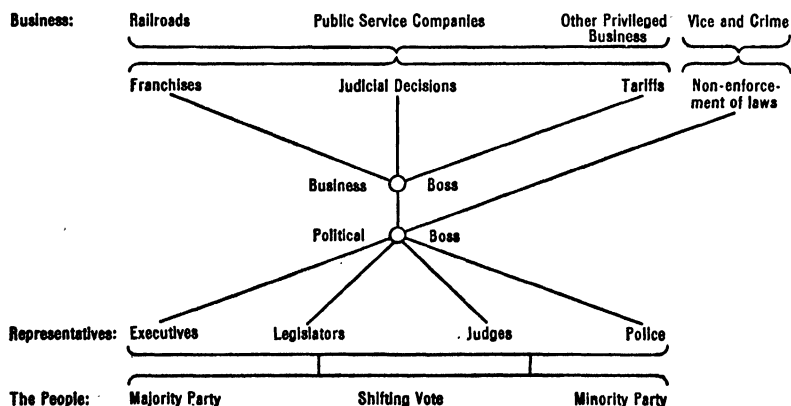 Business: Railroads Public Service Companies Other Privileged Business Vice and Crime
Franchises Judicial Decisions Tariffs Non-enforce-
ment of laws
Business Boss
Political Boss
Representatives: Executives Legislators Judges Police
The People: Majority Party Shifting Vote Minority Party